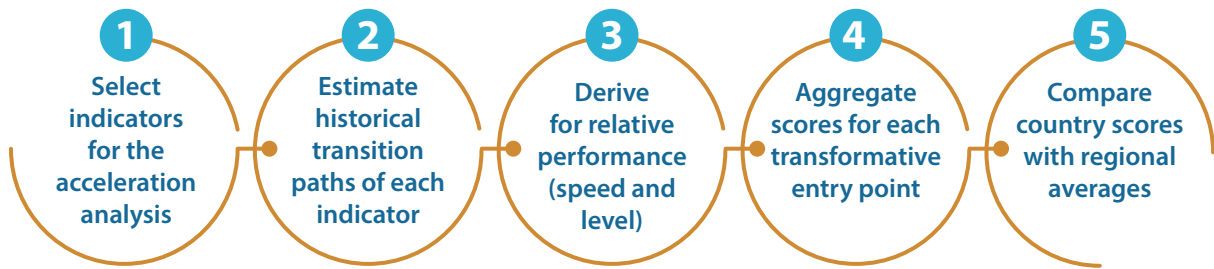 1
Select
indicators
for the
acceleration
analysis
2
Estimate
historical
transition
paths of each
indicator
3
Derive
for relative
performance
(speed and
level)
4
Aggregate
scores for each
transformative
entry point
5
Compare
country scores
with regional
averages